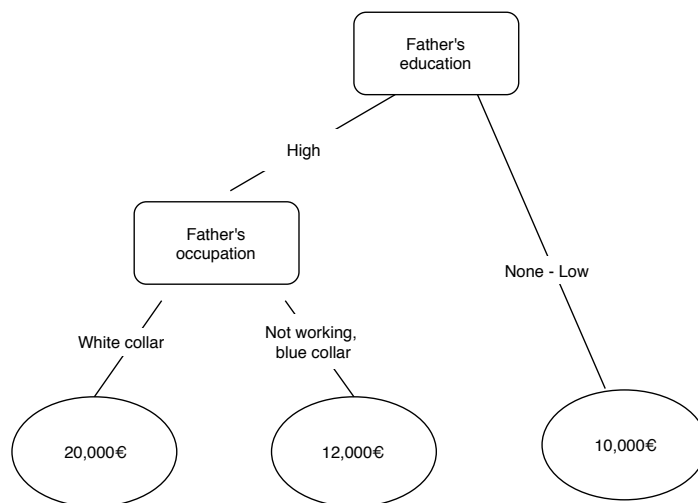 Father's
education
High
Father's
occupation
None - Low
White collar
Not working,
blue collar
20,000€
12,000€
10,000€